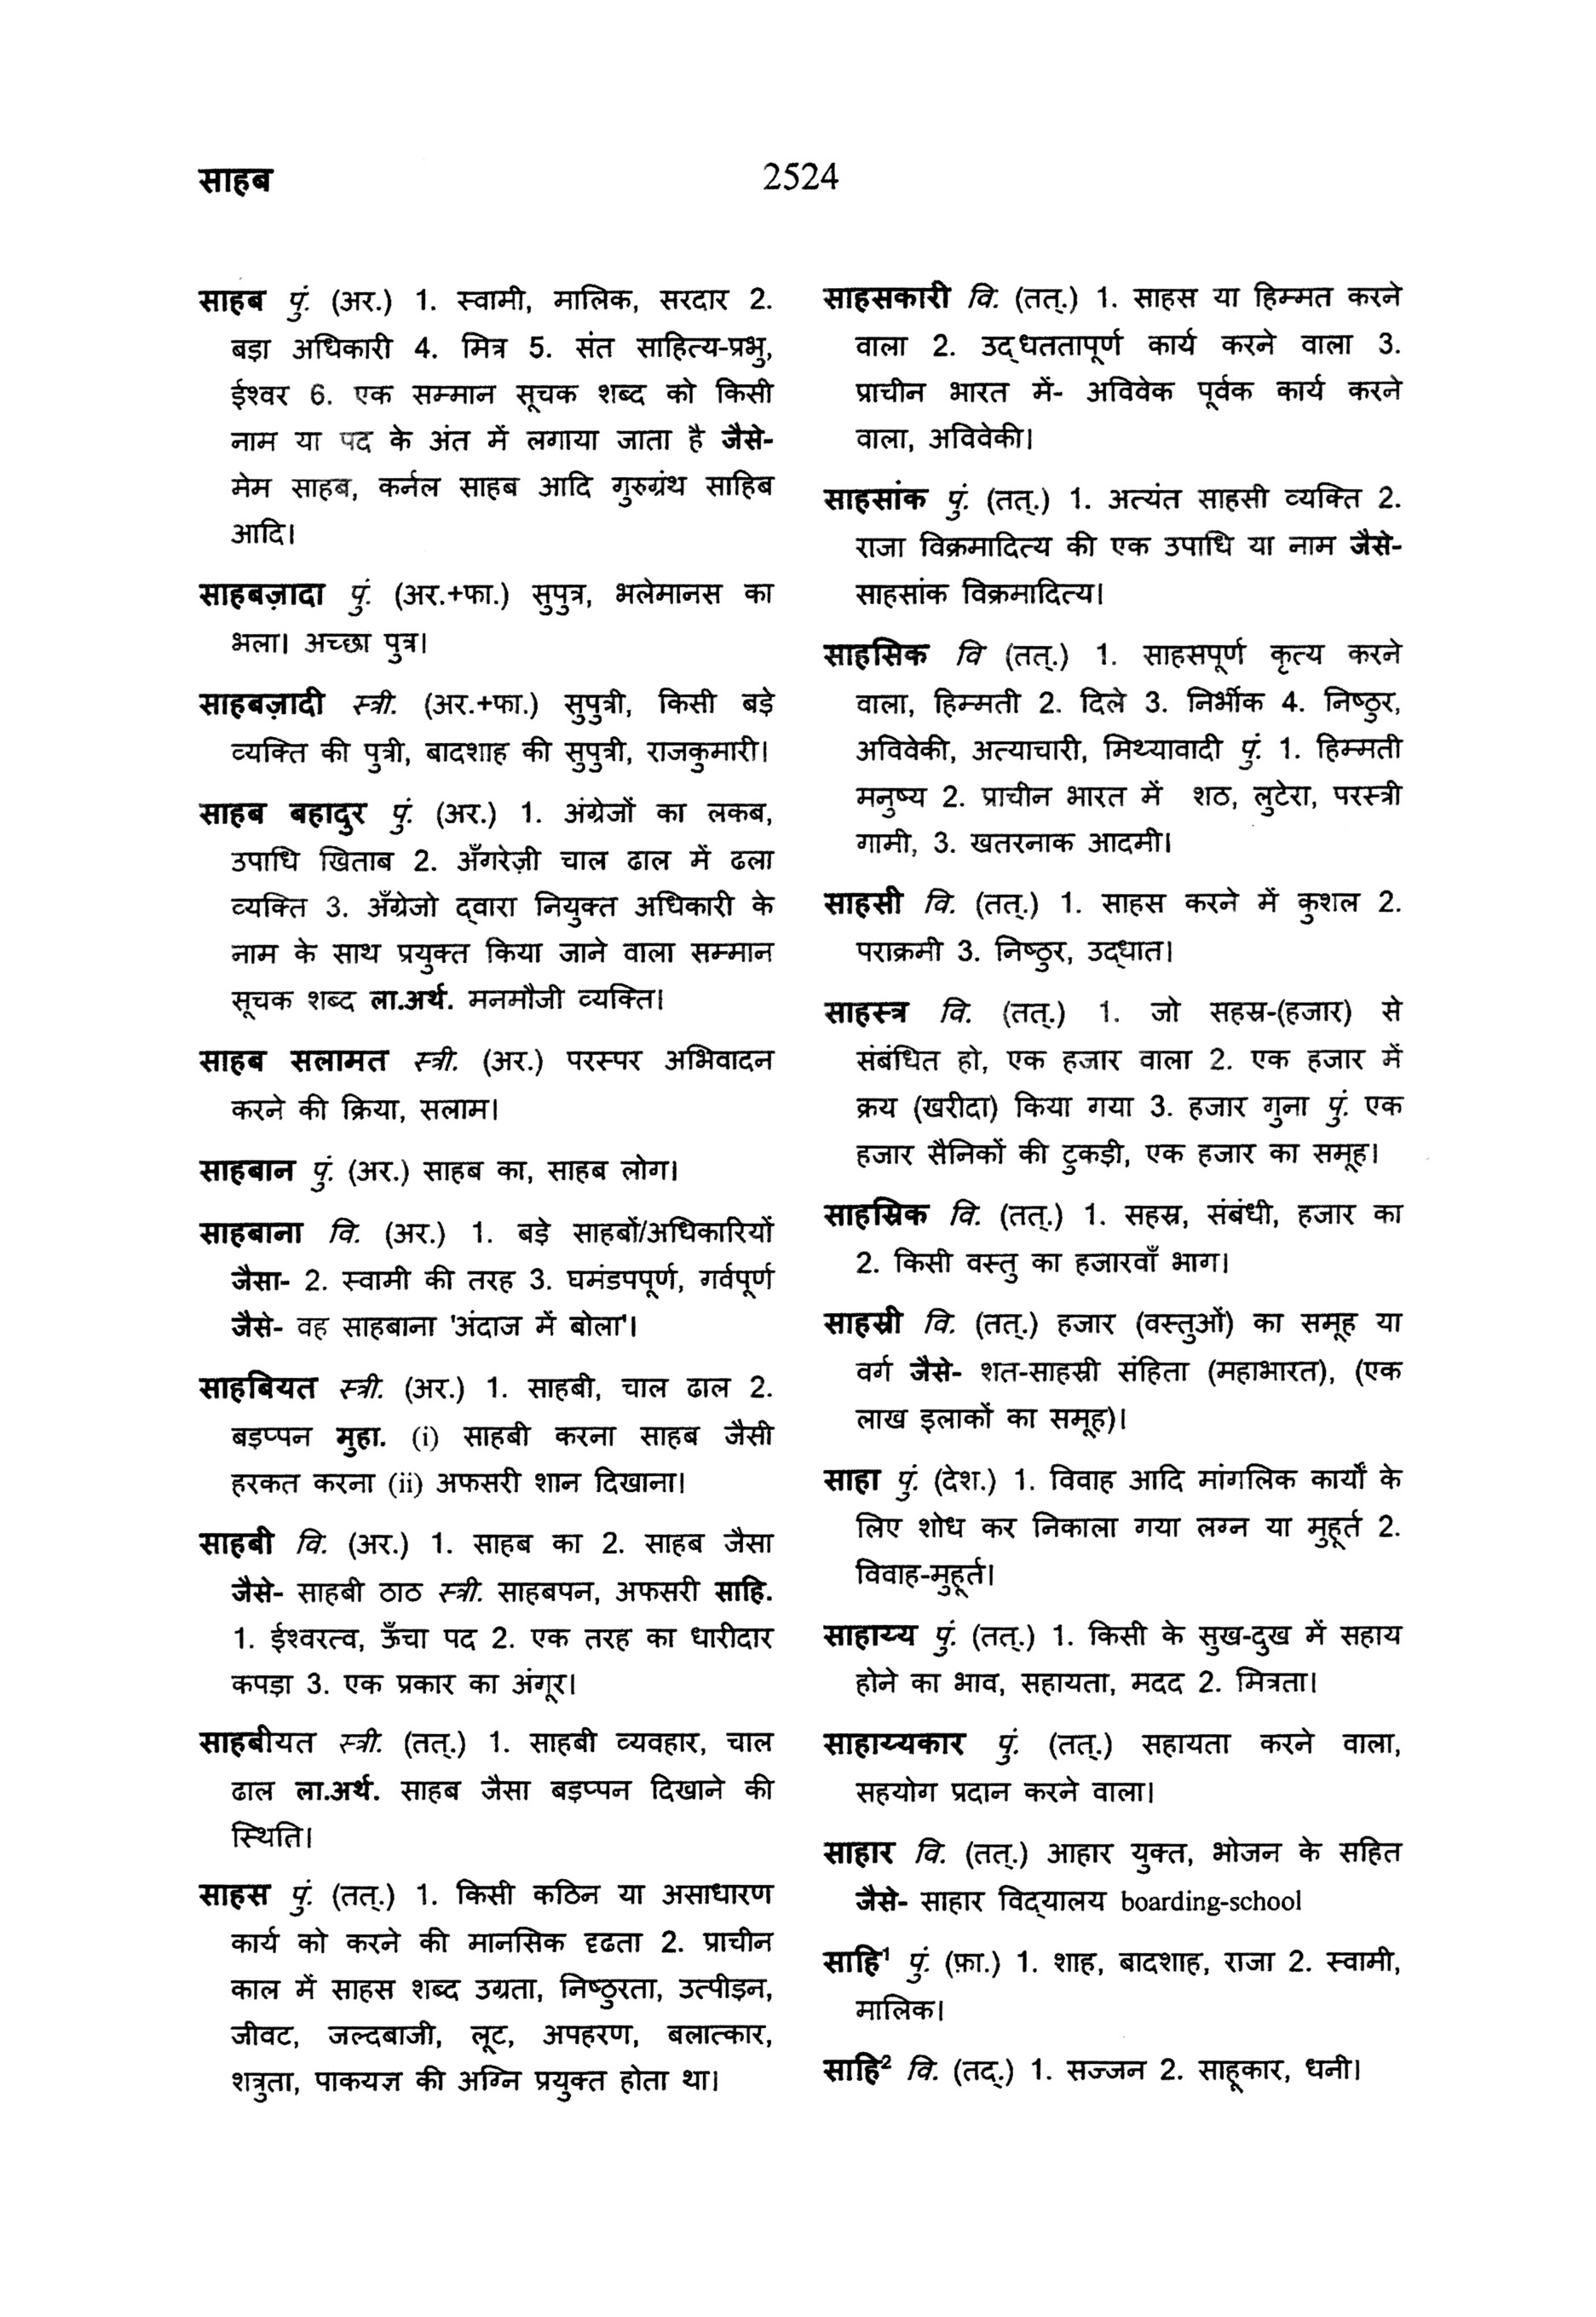 साहब
2524
साहब पुं. (अर.) 1. स्वामी, मालिक, सरदार 2.
बड़ा अधिकारी 4. मित्र 5. संत साहित्य-प्रभु,
ईश्वर 6. एक सम्मान सूचक शब्द को किसी
नाम या पद के अंत में लगाया जाता है जैसे-
मेम साहब, कर्नल साहब आदि गुरुग्रंथ साहिब
आदि।
साहबज़ादा पुं. (अर.+फा.) सुपुत्र, भलेमानस का
भला। अच्छा पुत्र।
साहबज़ादी स्त्री. (अर.+फा.) सुपुत्री, किसी बड़े
व्यक्ति की पुत्री, बादशाह की सुपुत्री, राजकुमारी।
साहब बहादुर पुं. (अर.) 1. अंग्रेजों का लकब,
उपाधि खिताब 2. अँगरेज़ी चाल ढाल में ढला
व्यक्ति 3. अँग्रेजो द्वारा नियुक्त अधिकारी के
नाम के साथ प्रयुक्त किया जाने वाला सम्मान
सूचक शब्द ला.अर्थ. मनमौजी व्यक्ति।
साहब सलामत स्त्री. (अर.) परस्पर अभिवादन
करने की क्रिया, सलाम।
साहबान पुं. (अर.) साहब का, साहब लोग।
साहबाना वि. (अर.) 1. बड़े साहबों/अधिकारियों
जैसा- 2. स्वामी की तरह 3. घमंडपपूर्ण, गर्वपूर्ण
जैसे- वह साहबाना 'अंदाज में बोला'।
साहबियत स्त्री. (अर.) 1. साहबी, चाल ढाल 2.
बड़प्पन मुहा. (i) साहबी करना साहब जैसी
हरकत करना (ii) अफसरी शान दिखाना।
साहबी वि. (अर.) 1. साहब का 2. साहब जैसा
जैसे- साहबी ठाठ स्त्री. साहबपन, अफसरी साहि.
1. ईश्वरत्व, ऊँचा पद 2. एक तरह का धारीदार
कपड़ा 3. एक प्रकार का अंगूर।
साहबीयत स्त्री. (तत्.) 1. साहबी व्यवहार, चाल
ढाल ला.अर्थ. साहब जैसा बड़प्पन दिखाने की
स्थिति।
साहस पुं. (तत्.) 1. किसी कठिन या असाधारण
कार्य को करने की मानसिक दृढता 2. प्राचीन
काल में साहस शब्द उग्रता, निष्ठुरता, उत्पीड़न,
जीवट, जल्दबाजी, लूट, अपहरण, बलात्कार,
शत्रुता, पाकयज्ञ की अग्नि प्रयुक्त होता था।
साहसकारी वि. (तत्.) 1. साहस या हिम्मत करने
वाला 2. उद्धततापूर्ण कार्य करने वाला 3.
प्राचीन भारत में- अविवेक पूर्वक कार्य करने
वाला, अविवेकी।
साहसांक पुं. (तत्.) 1. अत्यंत साहसी व्यक्ति 2.
राजा विक्रमादित्य की एक उपाधि या नाम जैसे-
साहसांक विक्रमादित्य।
साहसिक वि (तत्.) 1. साहसपूर्ण कृत्य करने
वाला, हिम्मती 2. दिले 3. निर्भीक 4. निष्ठुर,
अविवेकी, अत्याचारी, मिथ्यावादी पुं. 1. हिम्मती
मनुष्य 2. प्राचीन भारत में शठ, लुटेरा, परस्त्री
गामी, 3. खतरनाक आदमी।
साहसी वि. (तत्.) 1. साहस करने में कुशल 2.
पराक्रमी 3. निष्ठुर, उद्धात।
साहस्त्र वि. (तत्.) 1. जो सहस्र-(हजार) से
संबंधित हो, एक हजार वाला 2. एक हजार में
क्रय (खरीदा) किया गया 3. हजार गुना पुं. एक
हजार सैनिकों की टुकड़ी, एक हजार का समूह।
साहस्रिक वि. (तत्.) 1. सहस्र, संबंधी, हजार का
2. किसी वस्तु का हजारवाँ भाग।
साहस्री वि. (तत्.) हजार (वस्तुओं) का समूह या
वर्ग जैसे- शत-साहस्री संहिता (महाभारत), (एक
लाख इलाकों का समूह)।
साहा पुं. (देश.) 1. विवाह आदि मांगलिक कार्यों के
लिए शोध कर निकाला गया लग्न या मुहूर्त 2.
विवाह-मुहूर्त।
साहाय्य पुं. (तत्.) 1. किसी के सुख-दुख में सहाय
होने का भाव, सहायता, मदद 2. मित्रता।
साहाय्यकार पुं. (तत्.) सहायता करने वाला,
सहयोग प्रदान करने वाला।
साहार वि. (तत्.) आहार युक्त, भोजन के सहित
जैसे- साहार विद्यालय boarding-school
साहि¹ पुं. (फ़ा.) 1. शाह, बादशाह, राजा 2. स्वामी,
मालिक।
साहि² वि. (तद्.) 1. सज्जन 2. साहूकार, धनी।